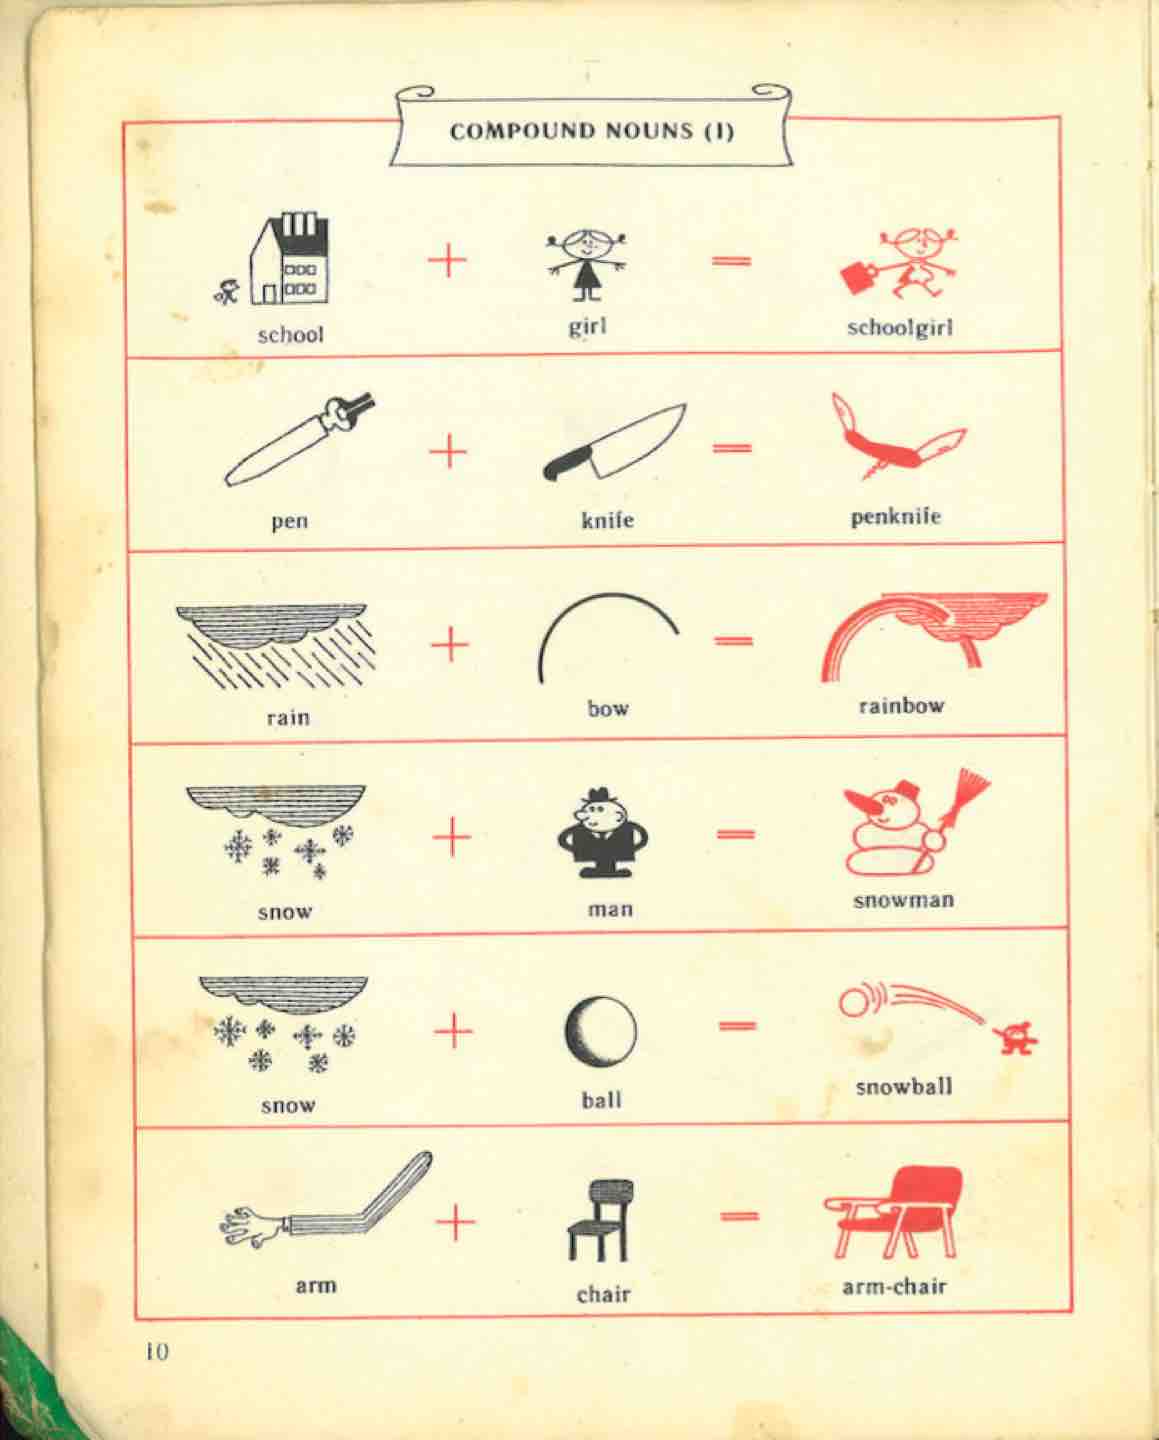 COMPOUND NOUNS (I)
school + girl = schoolgirl
pen + knife = penknife
rain + bow = rainbow
snow + man = snowman
snow + ball = snowball
arm + chair = arm-chair
10